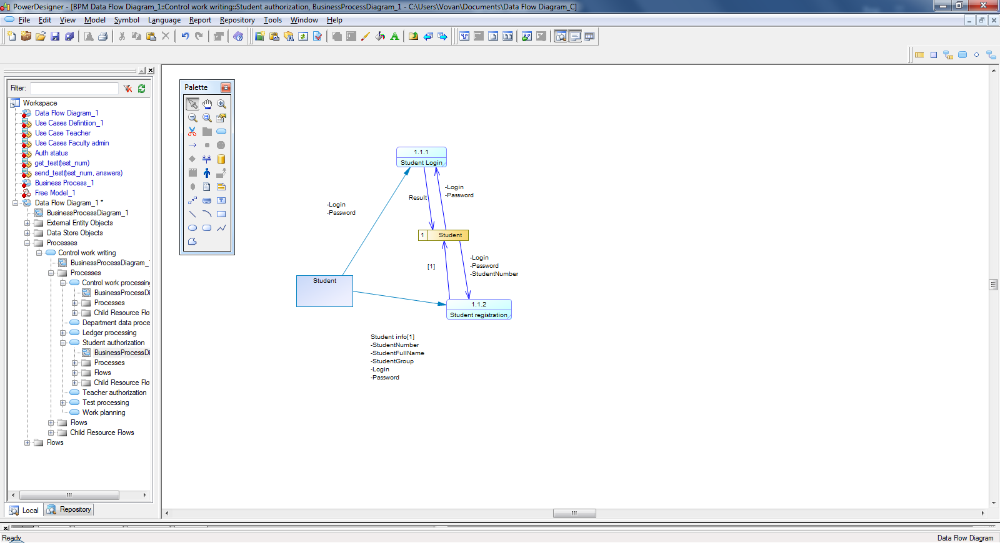 PowerDesigner - [BPM Data Flow Diagram_1::Control work writing::Student authorization, BusinessProcessDiagram_1 - C:\Users\Vovan\Documents\Data Flow Diagram_C]
File Edit View Model Symbol Language Report Repository Tools Window Help
Filter:
Workspace
Data Flow Diagram_1
Use Cases Defintiion_1
Use Case Teacher
Use Cases Faculty admin
Auth status
get_test(test_num)
send_test(test_num, answers)
Business Process_1
Free Model_1
Data Flow Diagram_1 *
BusinessProcessDiagram_1
External Entity Objects
Data Store Objects
Processes
Control work writing
BusinessProcessDiagram_
Processes
Control work processing
BusinessProcessDi
Processes
Child Resource Flo
Department data proce
Ledger processing
Student authorization
BusinessProcessDi
Processes
Flows
Child Resource Flo
Teacher authorization
Test processing
Work planning
Flows
Child Resource Flows
Flows
Local Repository
Palette
1.1.1
Student Login
-Login
-Password
Result
-Login
-Password
1 Student
[1]
-Login
-Password
-StudentNumber
Student
1.1.2
Student registration
Student info[1]
-StudentNumber
-StudentFullName
-StudentGroup
-Login
-Password
Ready
Data Flow Diagram